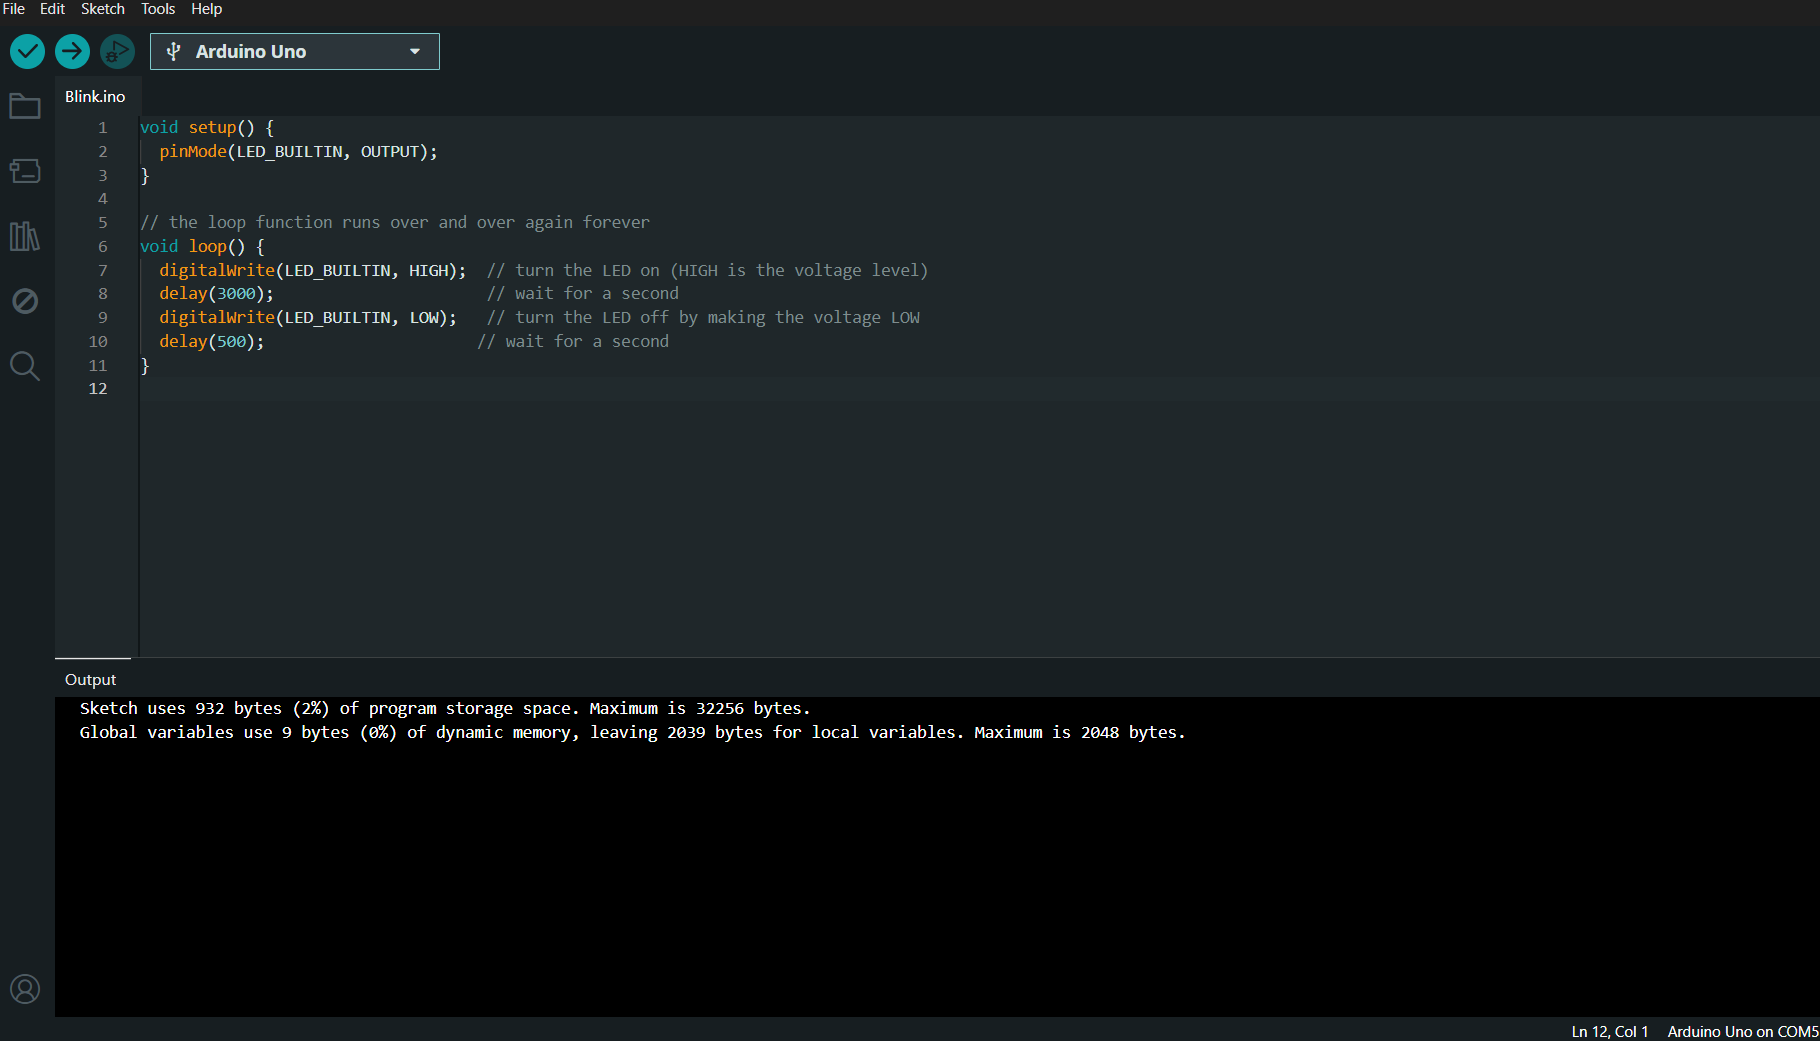 File Edit Sketch Tools Help
Arduino Uno
Blink.ino
1 void setup() {
2   pinMode(LED_BUILTIN, OUTPUT);
3 }
4
5 // the loop function runs over and over again forever
6 void loop() {
7   digitalWrite(LED_BUILTIN, HIGH);  // turn the LED on (HIGH is the voltage level)
8   delay(3000);                      // wait for a second
9   digitalWrite(LED_BUILTIN, LOW);   // turn the LED off by making the voltage LOW
10   delay(500);                      // wait for a second
11 }
12
Output
Sketch uses 932 bytes (2%) of program storage space. Maximum is 32256 bytes.
Global variables use 9 bytes (0%) of dynamic memory, leaving 2039 bytes for local variables. Maximum is 2048 bytes.
Ln 12, Col 1 Arduino Uno on COM5